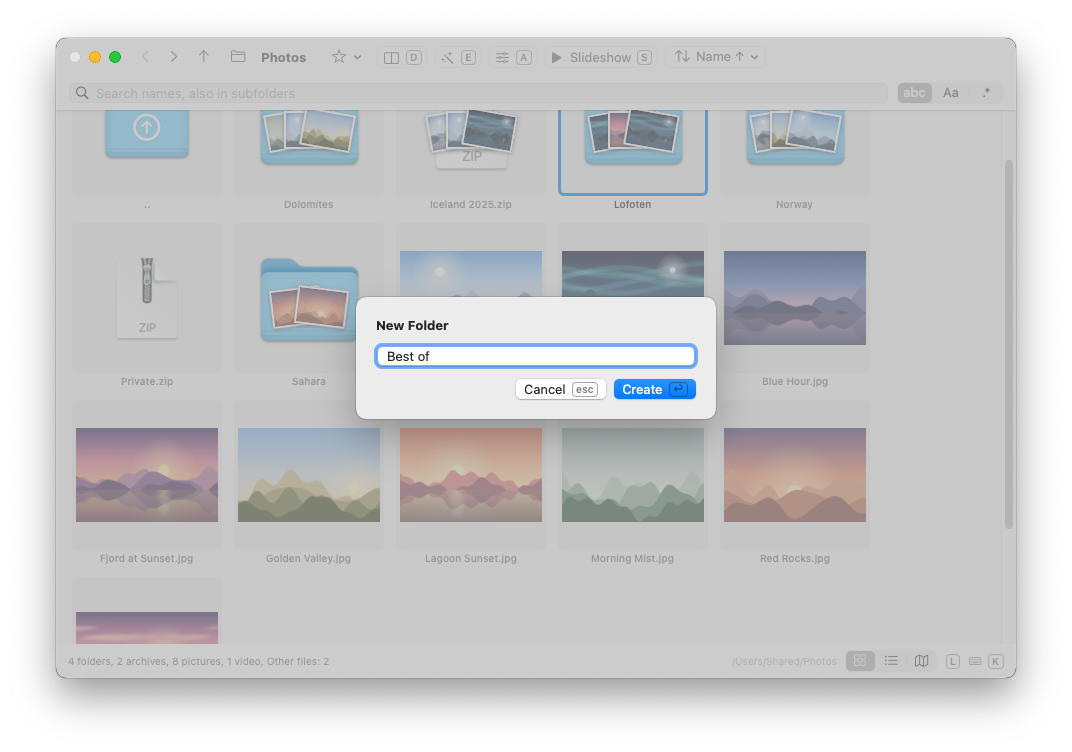 Photos
D
E
A
Slideshow S
Name
Search names, also in subfolders
abc
Aa
.*
ZIP
..
Dolomites
Iceland 2025.zip
Lofoten
Norway
ZIP
Private.zip
Sahara
Blue Hour.jpg
New Folder
Best of
Cancel esc
Create
Fjord at Sunset.jpg
Golden Valley.jpg
Lagoon Sunset.jpg
Morning Mist.jpg
Red Rocks.jpg
4 folders, 2 archives, 8 pictures, 1 video, Other files: 2
/Users/Shared/Photos
L
K